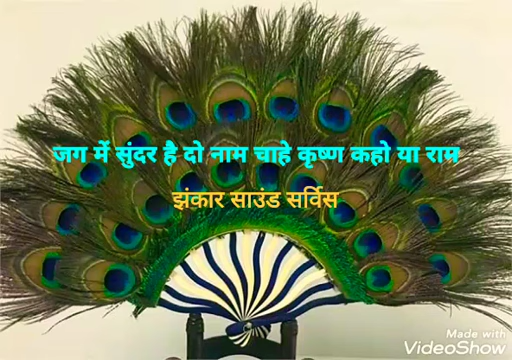 जग में सुंदर है दो नाम चाहे कृष्ण कहो या राम
झंकार साउंड सर्विस
Made with
VideoShow